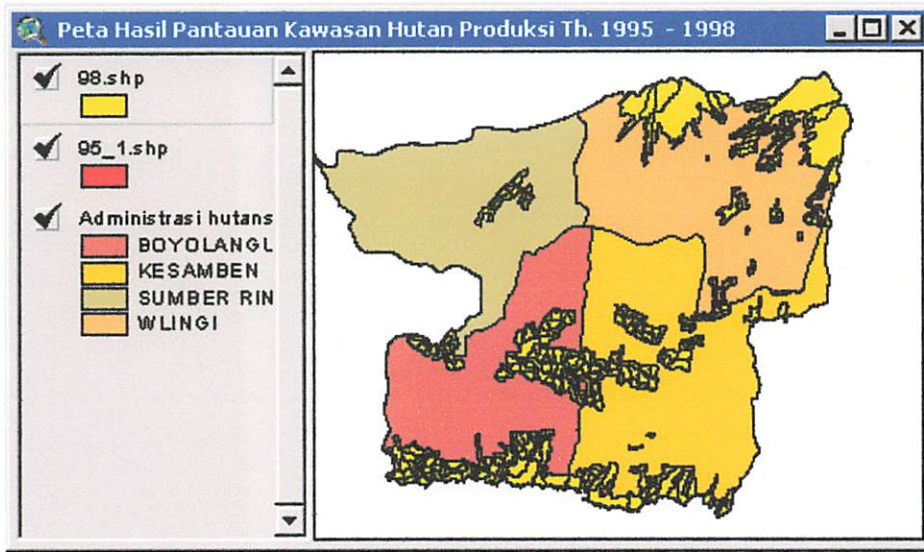 Peta Hasil Pantauan Kawasan Hutan Produksi Th. 1995 - 1998
98.shp
95_1.shp
Administrasi hutans
BOYOLANGL
KESAMBEN
SUMBER RIN
WLINGI